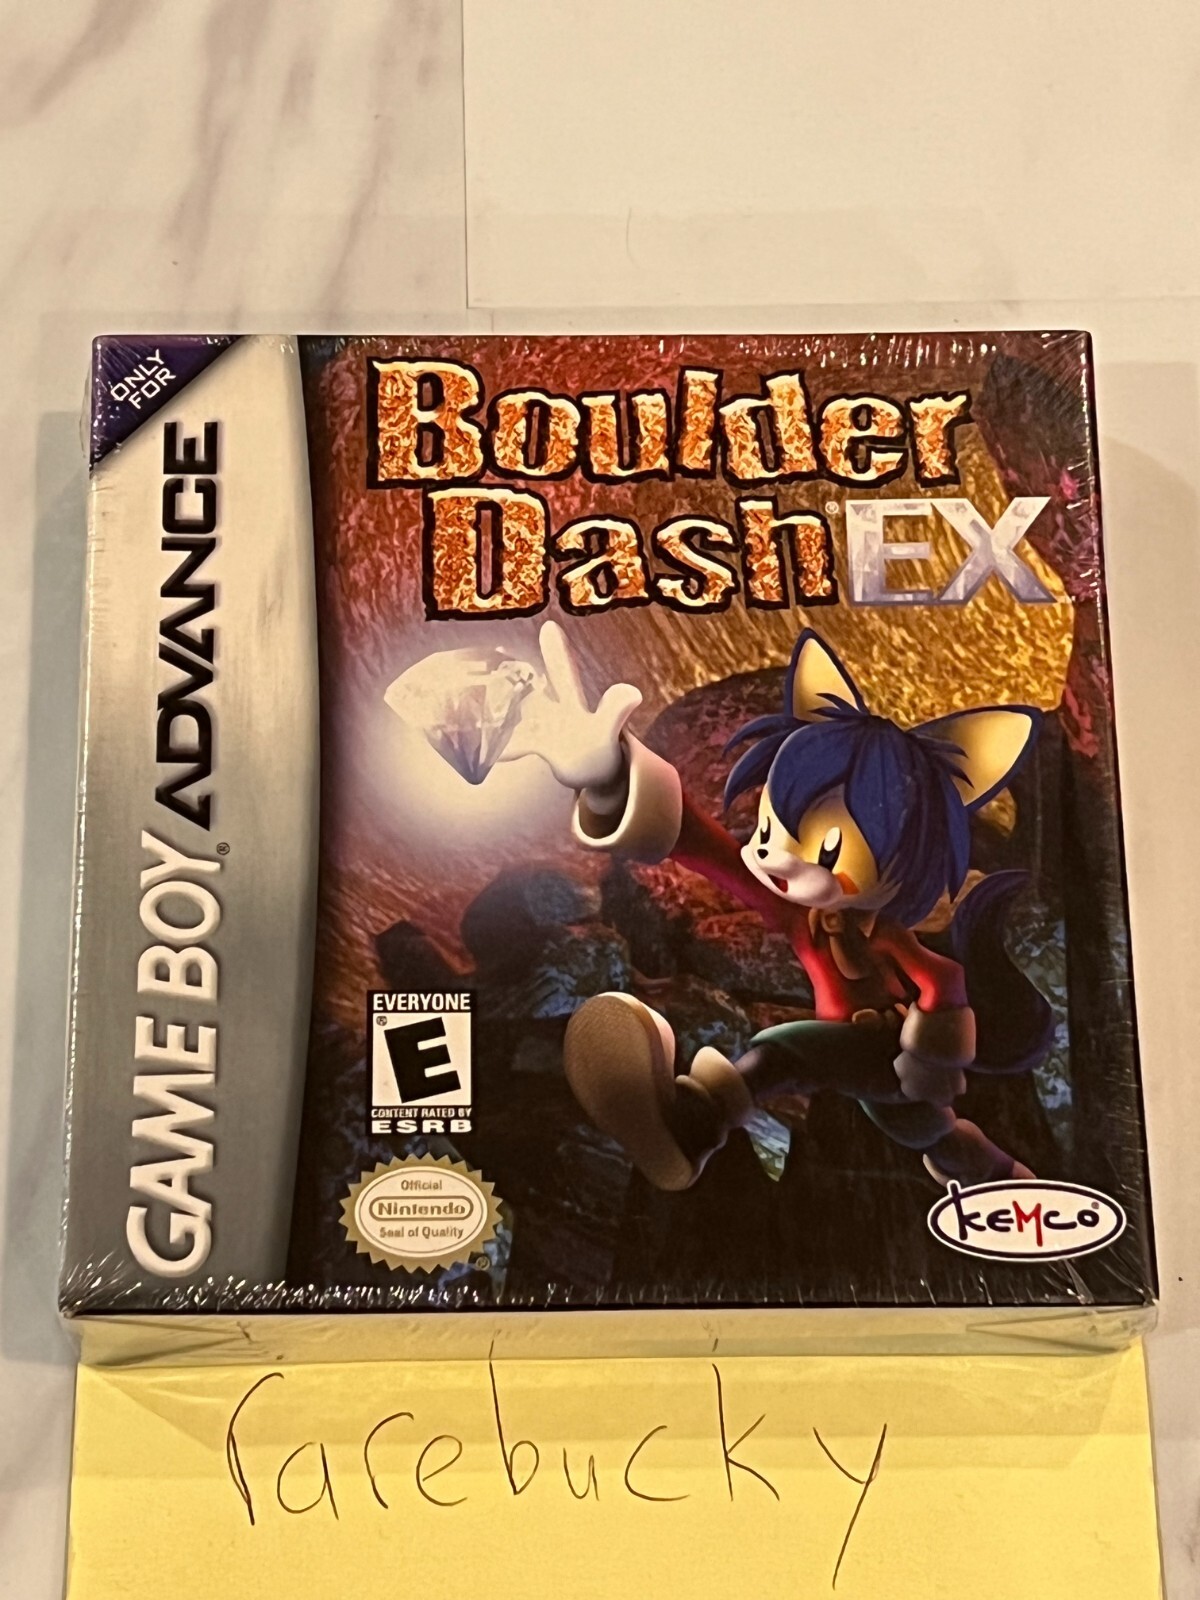 ONLY
FOR
GAME BOY ADVANCE
®
Boulder
Dash® EX
EVERYONE
E
®
CONTENT RATED BY
ESRB
Official
Nintendo
Seal of Quality
®
KEMCO®
rarebucky